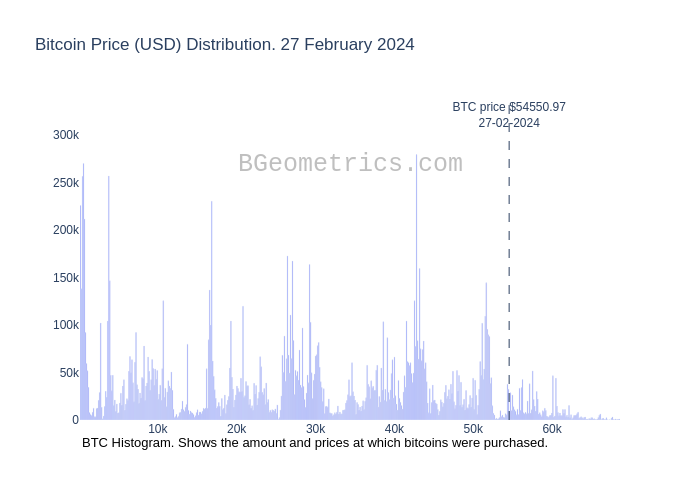 Bitcoin Price (USD) Distribution. 27 February 2024
BTC price $54550.97
27-02-2024
BGeometrics.com
300k
250k
200k
150k
100k
50k
0
10k 20k 30k 40k 50k 60k
BTC Histogram. Shows the amount and prices at which bitcoins were purchased.